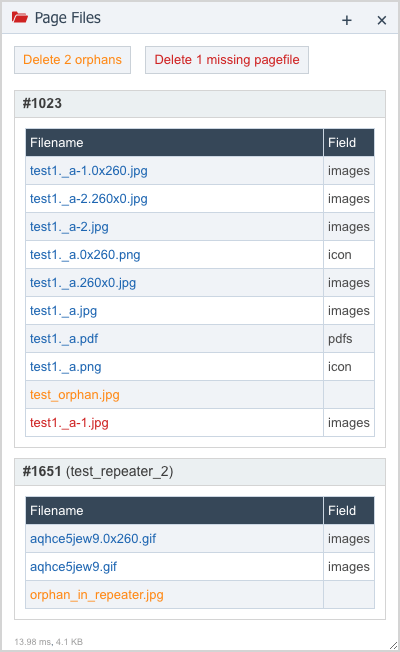 Page Files + ×
Delete 2 orphans Delete 1 missing pagefile
#1023
Filename Field
test1._a-1.0x260.jpg images
test1._a-2.260x0.jpg images
test1._a-2.jpg images
test1._a.0x260.png icon
test1._a.260x0.jpg images
test1._a.jpg images
test1._a.pdf pdfs
test1._a.png icon
test_orphan.jpg
test1._a-1.jpg images
#1651 (test_repeater_2)
Filename Field
aqhce5jew9.0x260.gif images
aqhce5jew9.gif images
orphan_in_repeater.jpg
13.98 ms, 4.1 KB